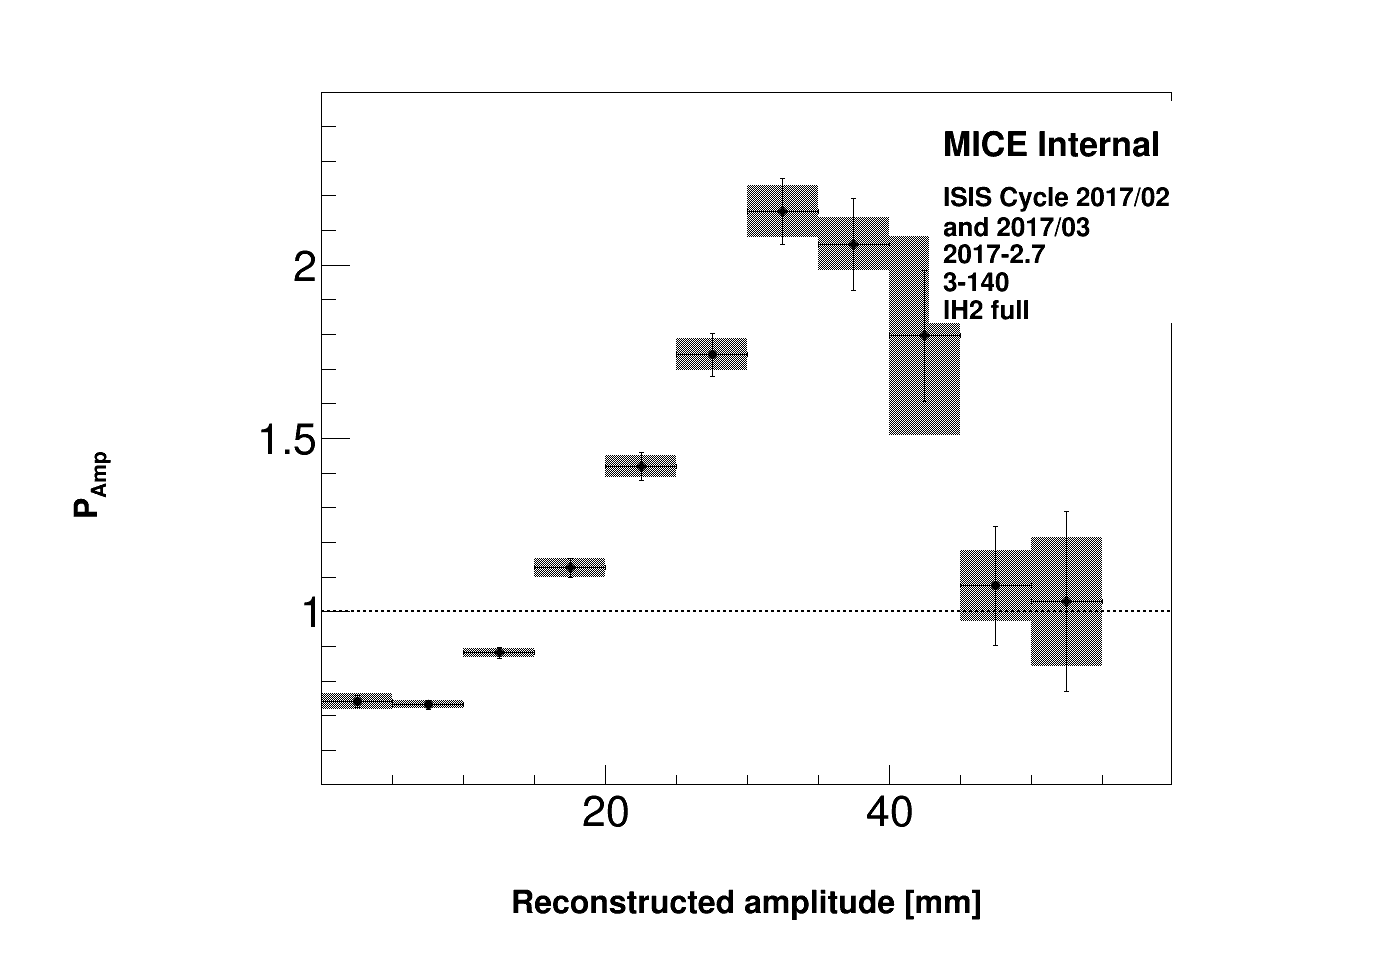 MICE Internal
ISIS Cycle 2017/02
and 2017/03
2017-2.7
3-140
IH2 full
2
1.5
1
P_Amp
20
40
Reconstructed amplitude [mm]